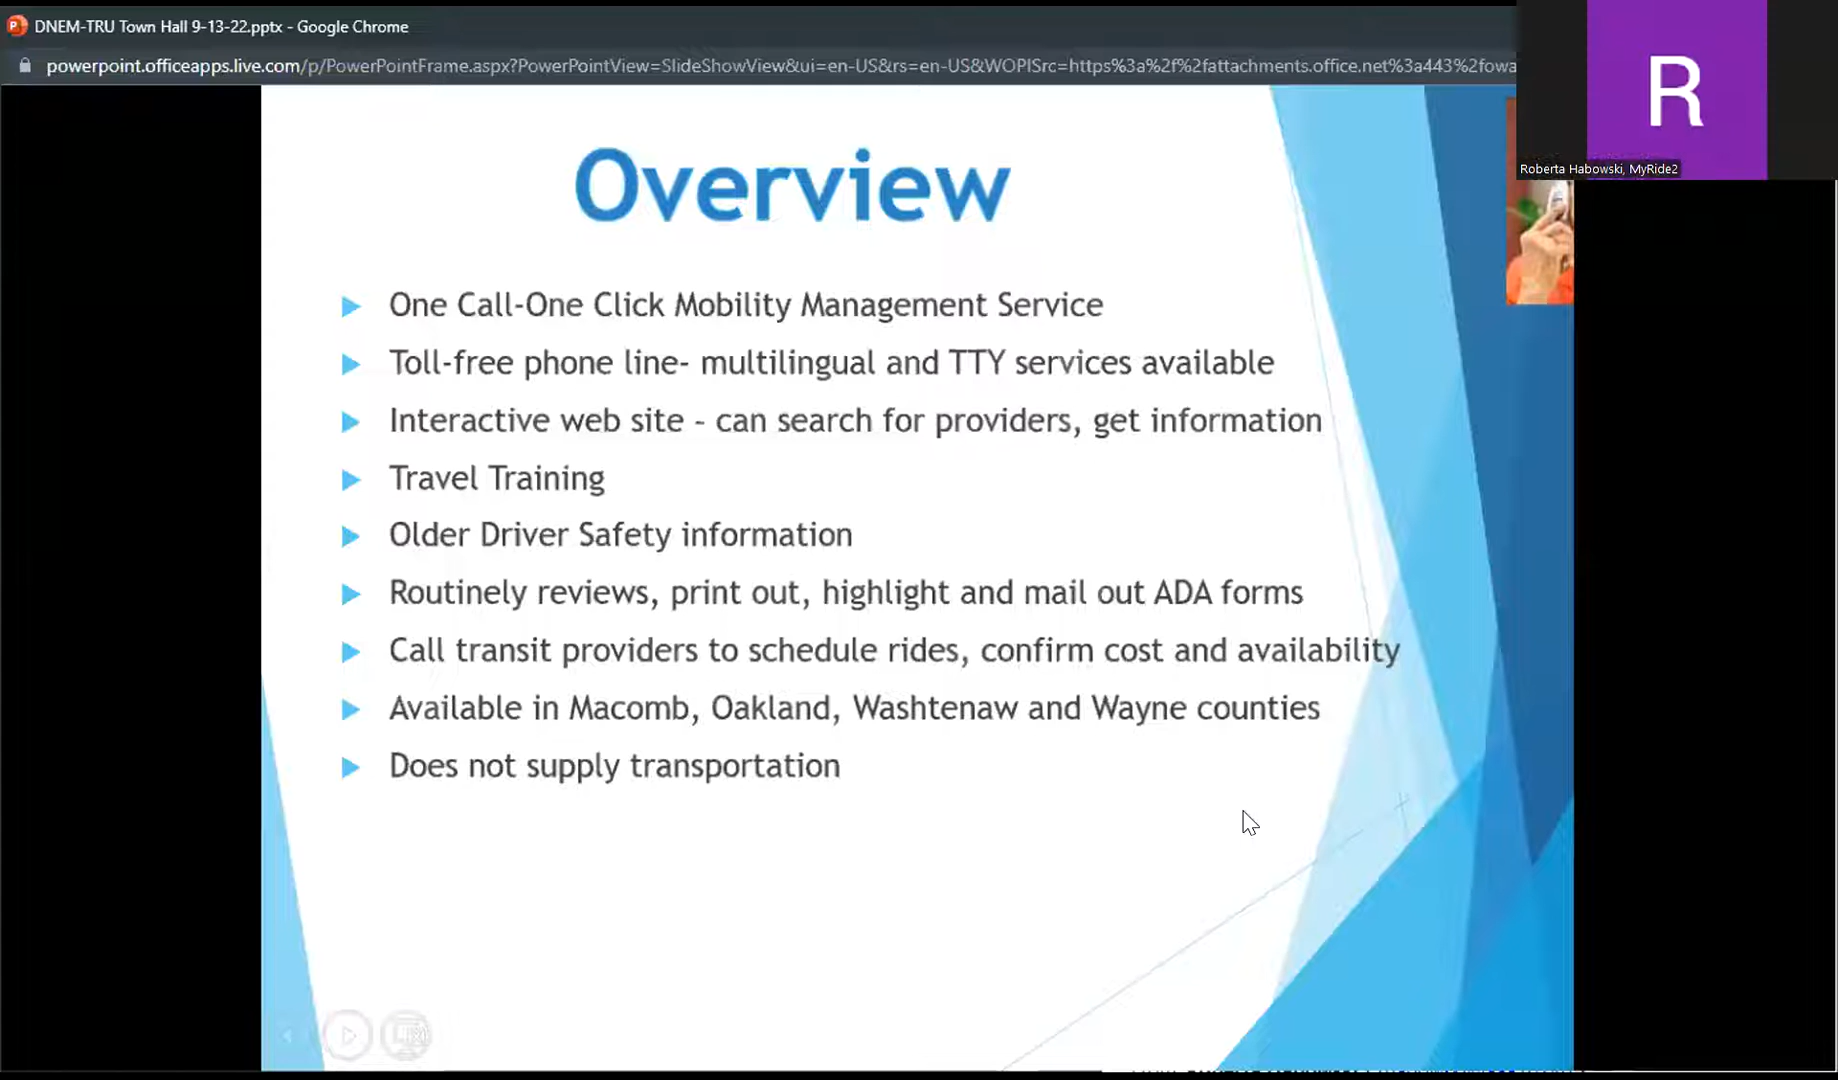 DNEM-TRU Town Hall 9-13-22.pptx - Google Chrome
powerpoint.officeapps.live.com/p/PowerPointFrame.aspx?PowerPointView=SlideShowView&ui=en-US&rs=en-US&WOPISrc=https%3a%2f%2fattachments.office.net%3a443%2fowa
R
Roberta Habowski, MyRide2
Overview
One Call-One Click Mobility Management Service
Toll-free phone line- multilingual and TTY services available
Interactive web site - can search for providers, get information
Travel Training
Older Driver Safety information
Routinely reviews, print out, highlight and mail out ADA forms
Call transit providers to schedule rides, confirm cost and availability
Available in Macomb, Oakland, Washtenaw and Wayne counties
Does not supply transportation